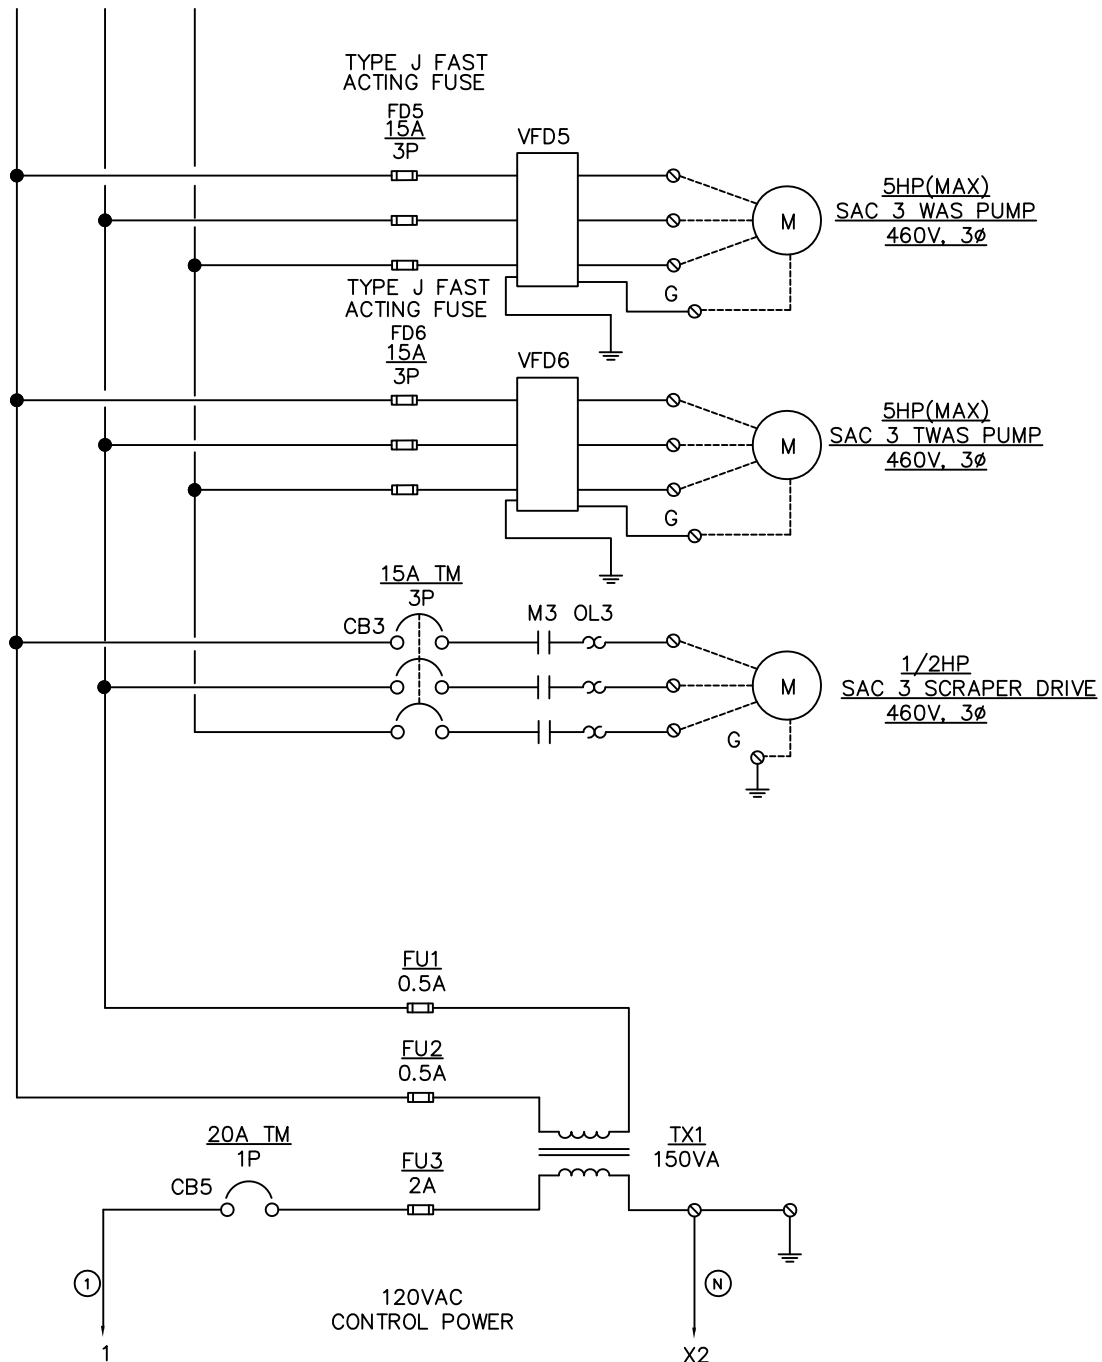 TYPE J FAST
ACTING FUSE
FD5
15A
3P
VFD5
M
5HP(MAX)
SAC 3 WAS PUMP
460V, 3ø
G
TYPE J FAST
ACTING FUSE
FD6
15A
3P
VFD6
M
5HP(MAX)
SAC 3 TWAS PUMP
460V, 3ø
G
15A TM
3P
CB3
M3 OL3
M
1/2HP
SAC 3 SCRAPER DRIVE
460V, 3ø
G
FU1
0.5A
FU2
0.5A
20A TM
1P
CB5
FU3
2A
TX1
150VA
1
N
120VAC
CONTROL POWER
1
X2